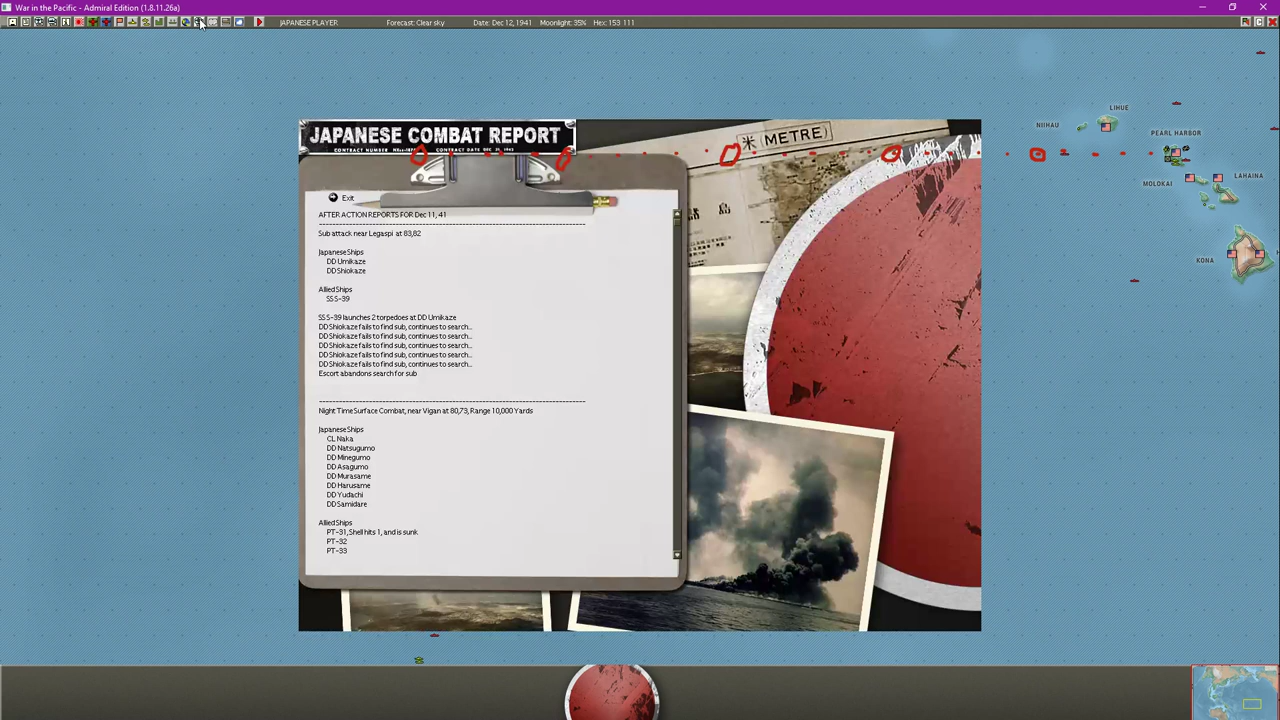 War in the Pacific - Admiral Edition (1.8.11.26a)
JAPANESE PLAYER Forecast: Clear sky Date: Dec 12, 1941 Moonlight: 35% Hex: 153 111
JAPANESE COMBAT REPORT
米 METRE)
Exit
AFTER ACTION REPORTS FOR Dec 11, 41
Sub attack near Legaspi at 83,82
Japanese Ships
DD Umikaze
DD Shiokaze
Allied Ships
SS S-39
SS S-39 launches 2 torpedoes at DD Umikaze
DD Shiokaze fails to find sub, continues to search...
DD Shiokaze fails to find sub, continues to search...
DD Shiokaze fails to find sub, continues to search...
DD Shiokaze fails to find sub, continues to search...
DD Shiokaze fails to find sub, continues to search...
Escort abandons search for sub
Night Time Surface Combat, near Vigan at 80,73, Range 10,000 Yards
Japanese Ships
CL Naka
DD Natsugumo
DD Minegumo
DD Asagumo
DD Murasame
DD Harusame
DD Yudachi
DD Samidare
Allied Ships
PT-31, Shell hits 1, and is sunk
PT-32
PT-33
LIHUE
NIIHAU
PEARL HARBOR
LAHAINA
MOLOKAI
KONA